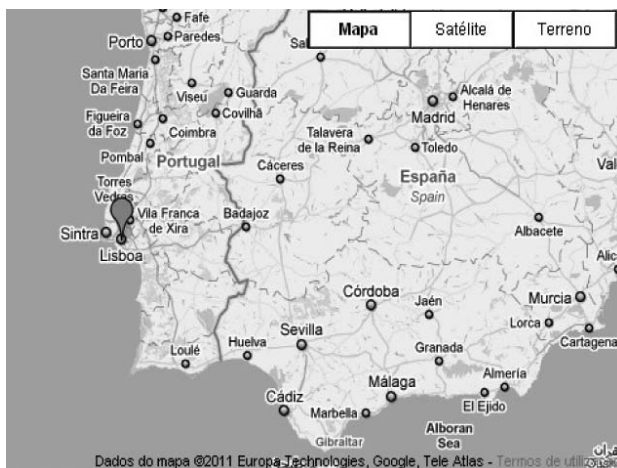 Fafe
Porto
Paredes
Mapa
Satélite
Terreno
Santa Maria
Da Feira
Viseu
Guarda
Covilhã
Alcalá de
Henares
Madrid
Figueira
da Foz
Coimbra
Talavera
de la Reina
Toledo
Pombal
Portugal
Cáceres
España
Spain
Torres
Vedras
Vila Franca
de Xira
Badajoz
Albacete
Sintra
Lisboa
Córdoba
Jaén
Murcia
Lorca
Cartagena
Loulé
Huelva
Sevilla
Granada
Almería
Cádiz
Málaga
El Ejido
Marbella
Alboran
Sea
Gibraltar
Dados do mapa ©2011 Europa Technologies, Google, Tele Atlas - Termos de utiliz